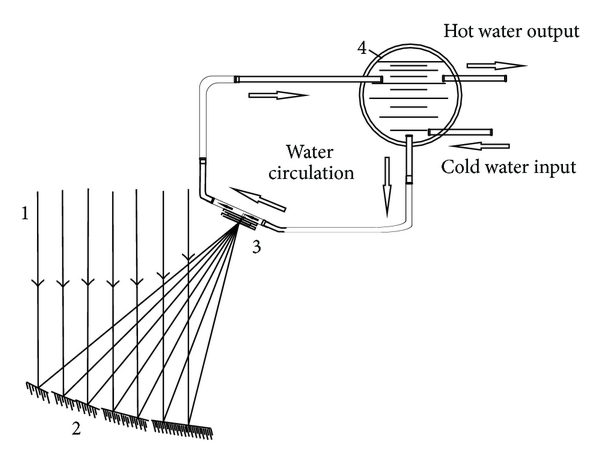 Hot water output
4
Water
circulation
Cold water input
1
3
2